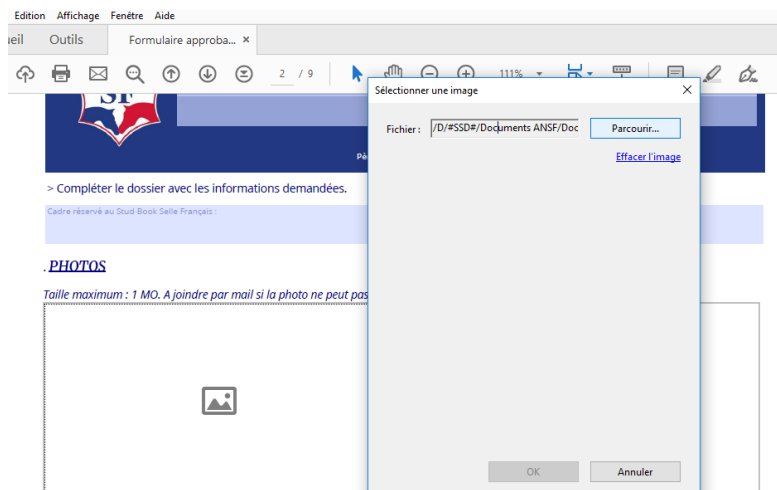 Edition Affichage Fenêtre Aide
Outils Formulaire approba... ×
2 / 9 111%
Sélectionner une image
SF
Fichier : /D/#SSD#/Documents ANSF/Doc Parcourir...
Effacer l'image
> Compléter le dossier avec les informations demandées.
Cadre réservé au Stud Book Selle Français :
. PHOTOS
Taille maximum : 1 MO. A joindre par mail si la photo ne peut pas
OK Annuler